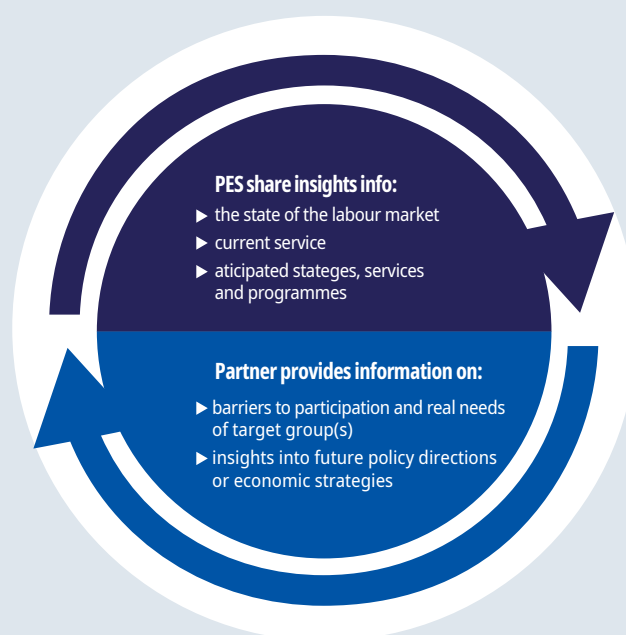 PES share insights info:
▶ the state of the labour market
▶ current service
▶ aticipated stateges, services
and programmes
Partner provides information on:
▶ barriers to participation and real needs
of target group(s)
▶ insights into future policy directions
or economic strategies